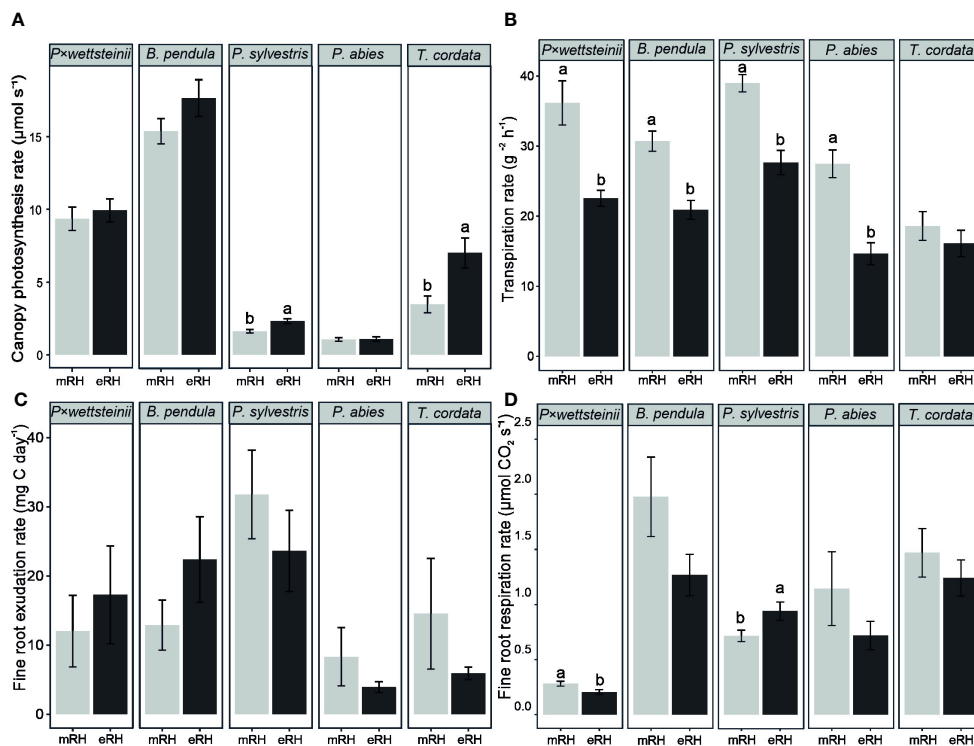 A
P×wettsteinii B. pendula P. sylvestris P. abies T. cordata
Canopy photosynthesis rate (µmol s⁻¹)
15
10
5
0
b a
b a
mRH eRH mRH eRH mRH eRH mRH eRH mRH eRH
B
P×wettsteinii B. pendula P. sylvestris P. abies T. cordata
Transpiration rate (g⁻² h⁻¹)
40
30
20
10
0
a b
a b
a b
a b
mRH eRH mRH eRH mRH eRH mRH eRH mRH eRH
C
P×wettsteinii B. pendula P. sylvestris P. abies T. cordata
Fine root exudation rate (mg C day⁻¹)
40
30
20
10
0
mRH eRH mRH eRH mRH eRH mRH eRH mRH eRH
D
P×wettsteinii B. pendula P. sylvestris P. abies T. cordata
Fine root respiration rate (µmol CO₂ s⁻¹)
2.5
2.0
1.5
1.0
0.5
0.0
a b
b a
mRH eRH mRH eRH mRH eRH mRH eRH mRH eRH